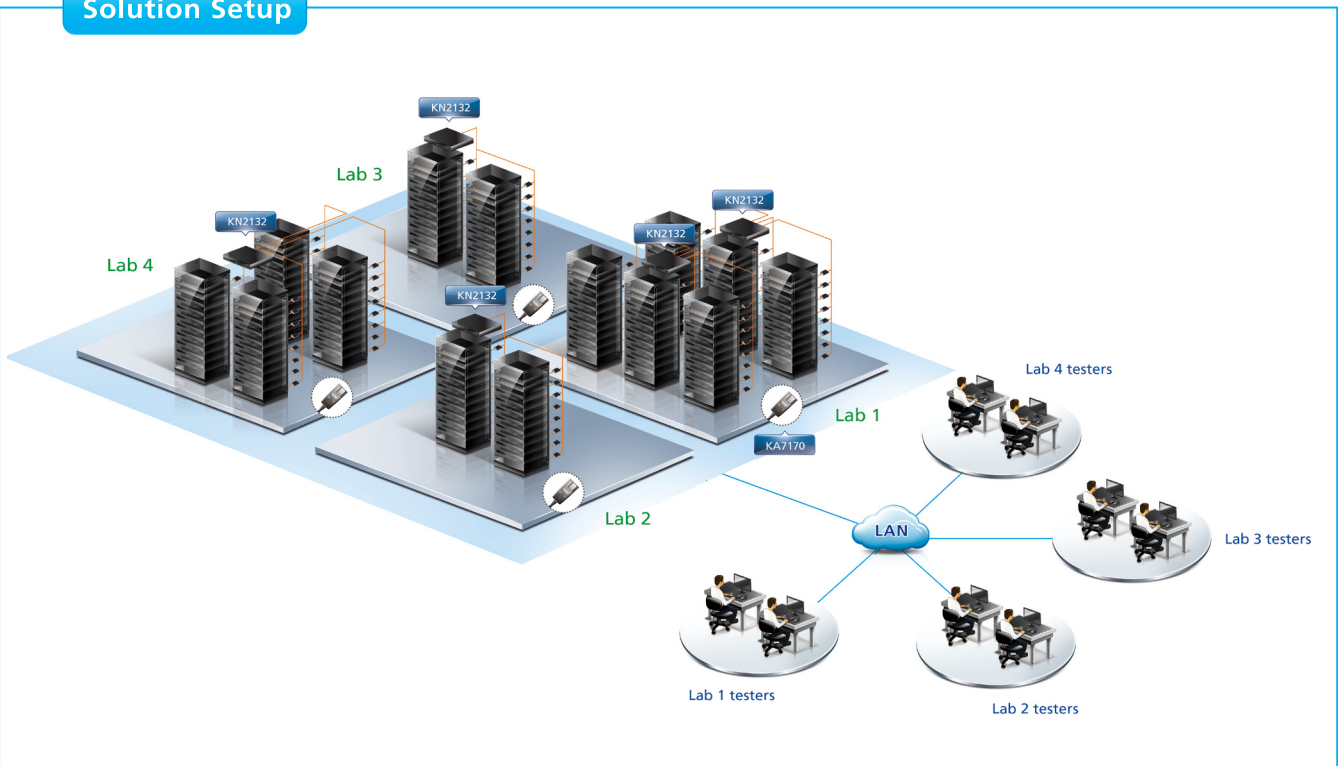 Solution Setup
KN2132
Lab 3
KN2132
KN2132
KN2132
Lab 4
KN2132
Lab 4 testers
Lab 1
KA7170
Lab 2
LAN
Lab 3 testers
Lab 1 testers
Lab 2 testers